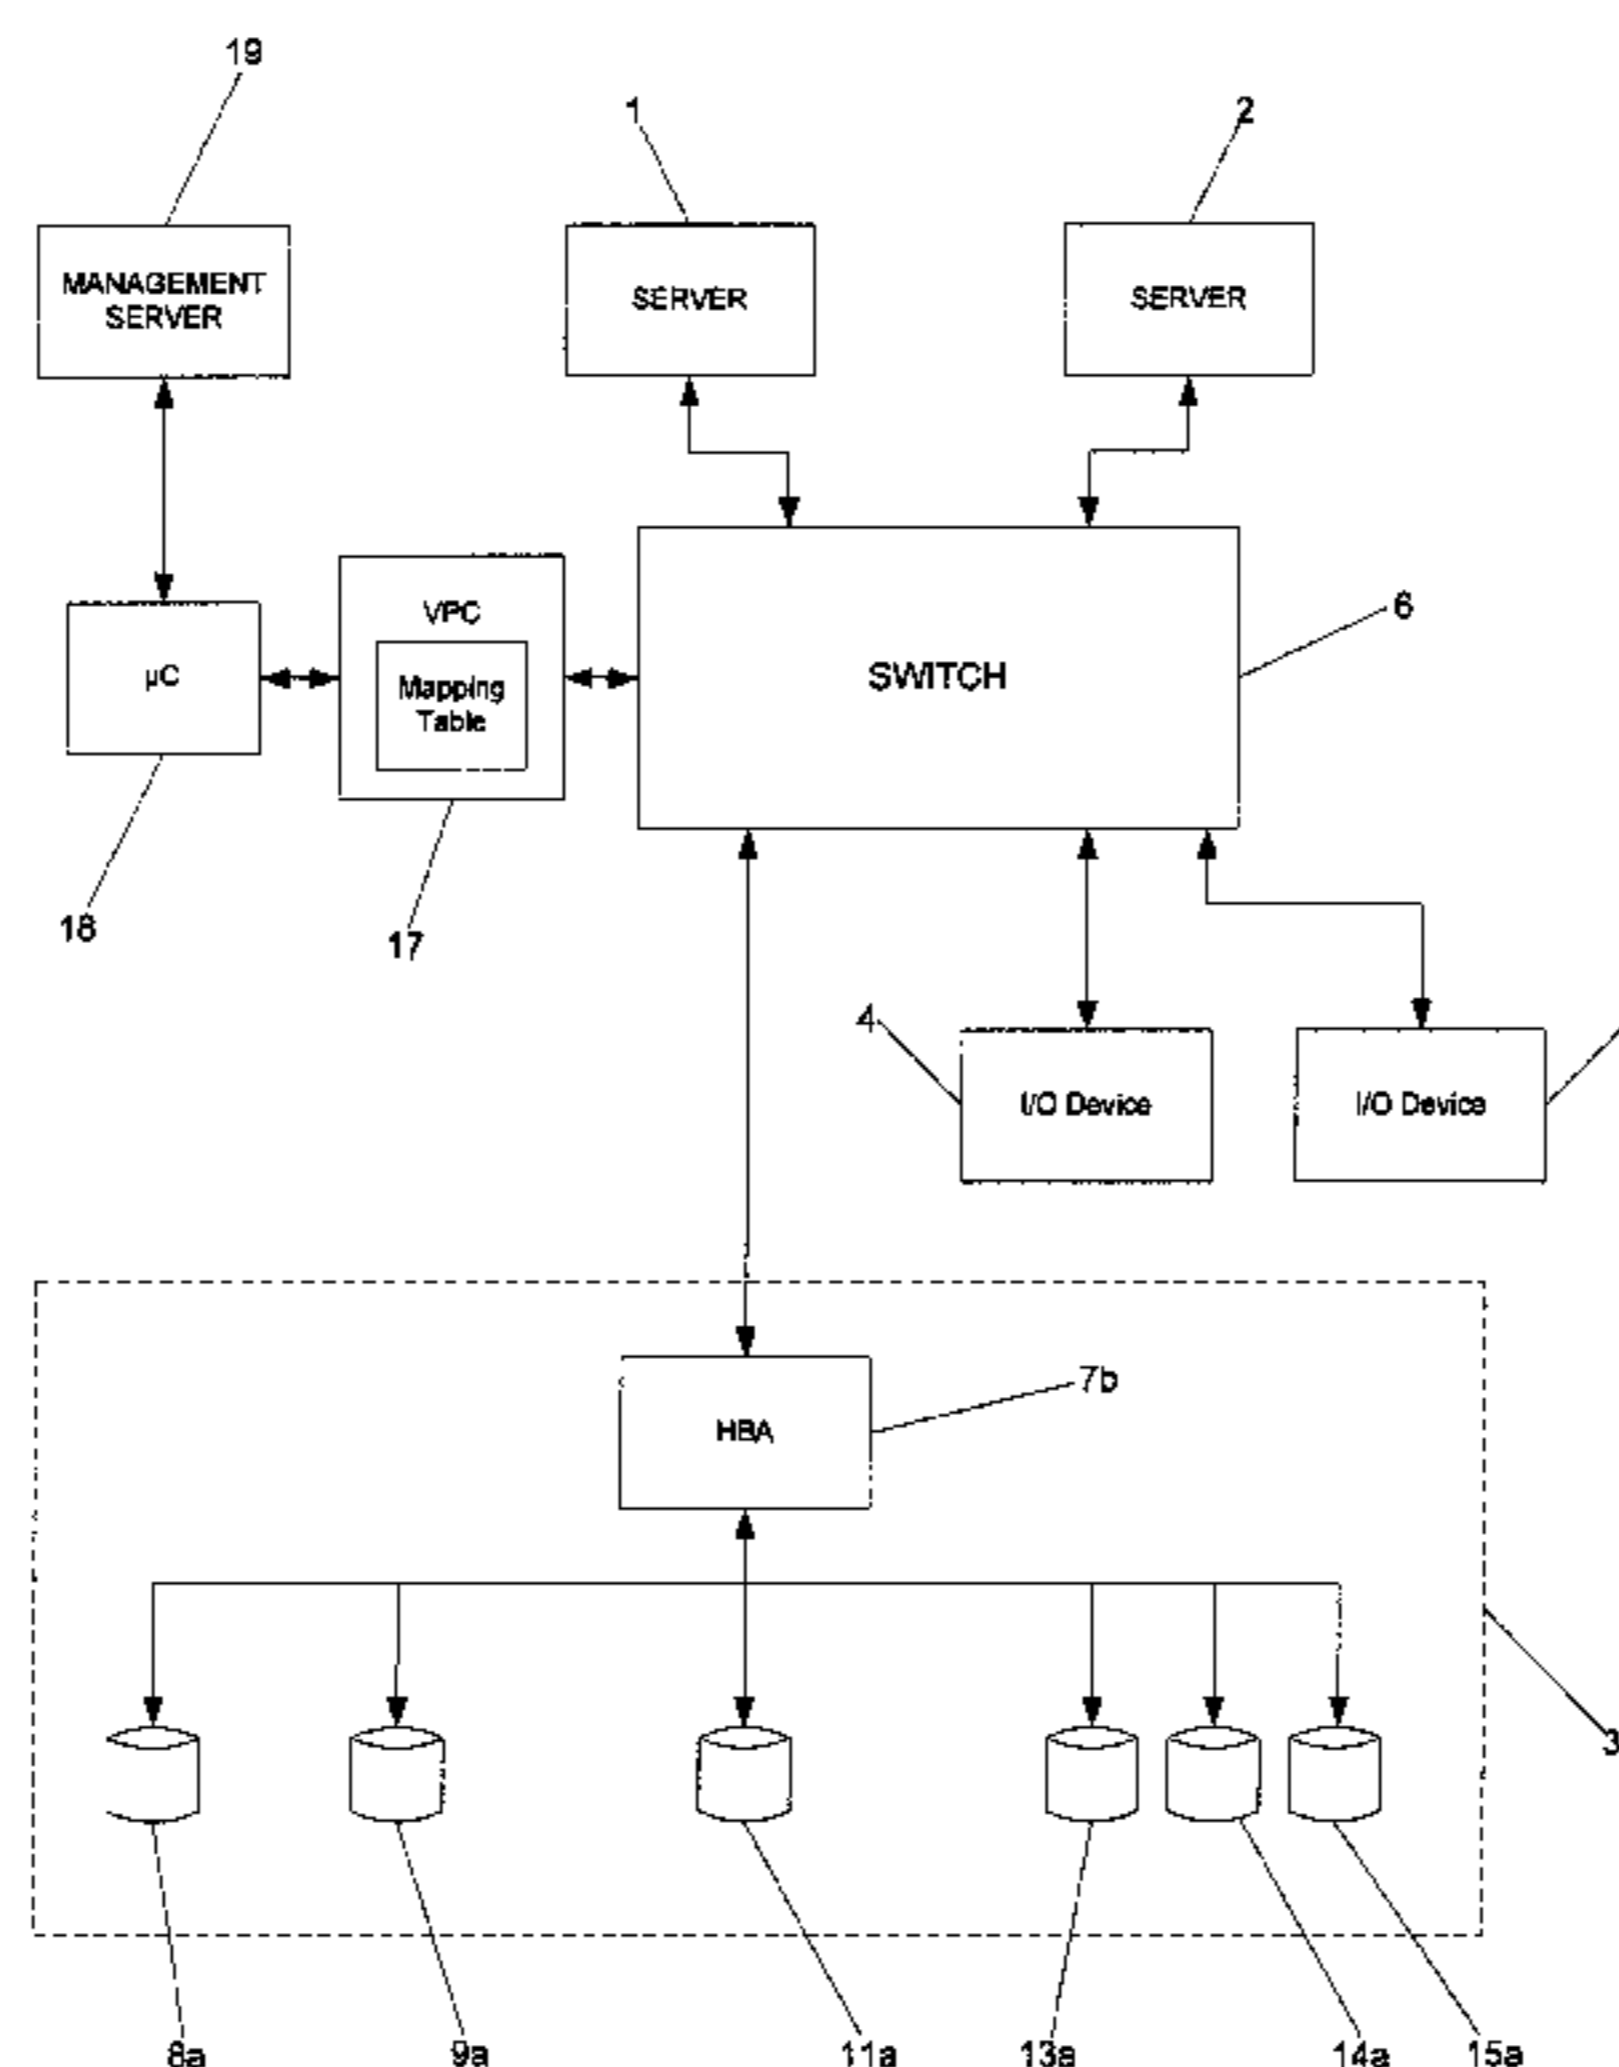 19
1
2
MANAGEMENT
SERVER
SERVER
SERVER
VPC
Mapping
Table
µC
SWITCH
6
18
17
4
I/O Device
I/O Device
7b
HBA
3
8a
9a
11a
13a
14a
15a